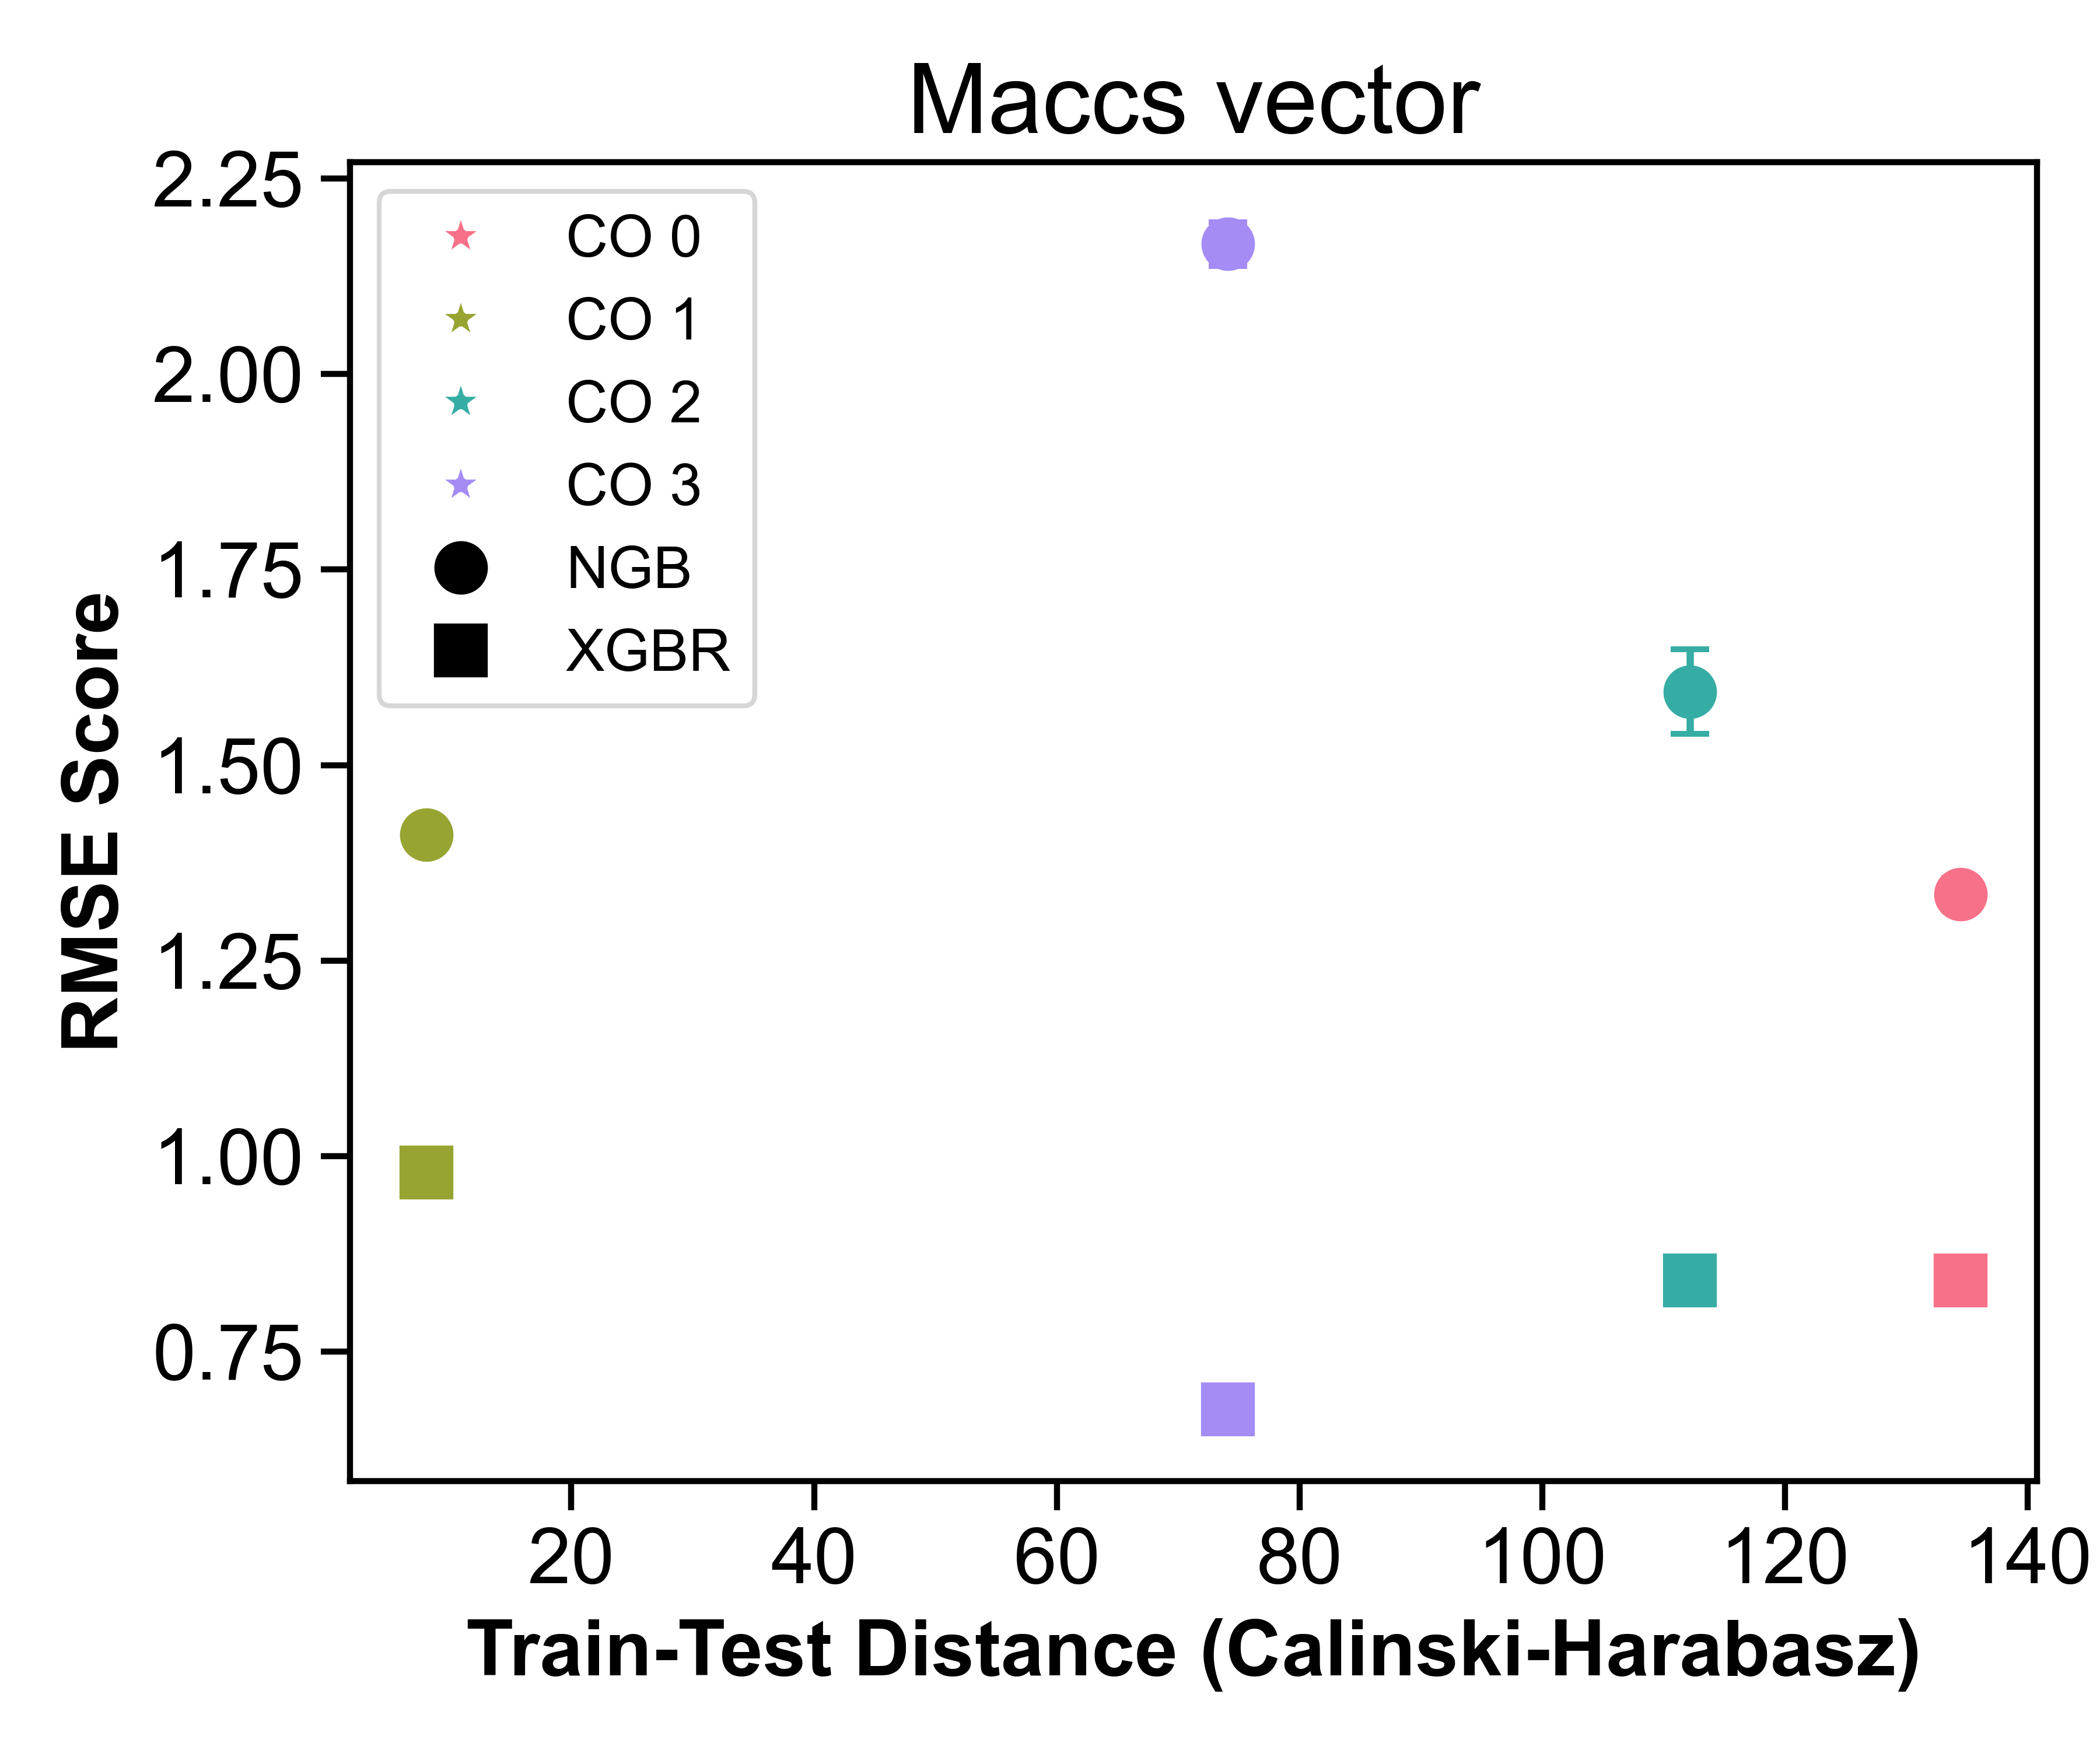 Maccs vector
2.25
2.00
1.75
1.50
1.25
1.00
0.75
RMSE Score
CO 0
CO 1
CO 2
CO 3
NGB
XGBR
20 40 60 80 100 120 140
Train-Test Distance (Calinski-Harabasz)